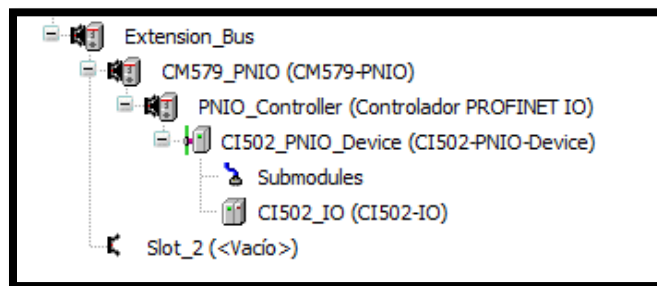 Extension_Bus
CM579_PNIO (CM579-PNIO)
PNIO_Controller (Controlador PROFINET IO)
CI502_PNIO_Device (CI502-PNIO-Device)
Submodules
CI502_IO (CI502-IO)
Slot_2 (<Vacío>)